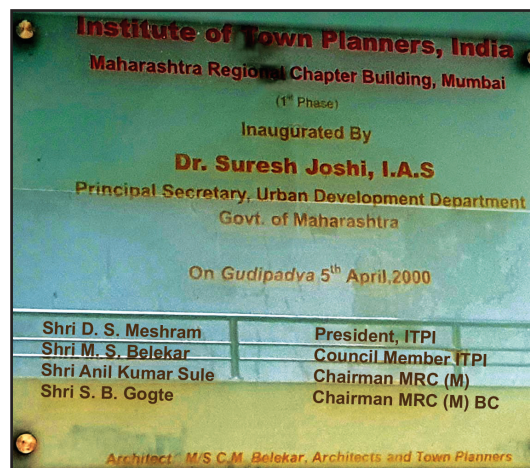 Institute of Town Planners, India
Maharashtra Regional Chapter Building, Mumbai
(1st Phase)
Inaugurated By
Dr. Suresh Joshi, I.A.S
Principal Secretary, Urban Development Department
Govt. of Maharashtra
On Gudipadva 5th April,2000
Shri D. S. Meshram President, ITPI
Shri M. S. Belekar Council Member ITPI
Shri Anil Kumar Sule Chairman MRC (M)
Shri S. B. Gogte Chairman MRC (M) BC
Architect : M/S C.M. Belekar, Architects and Town Planners